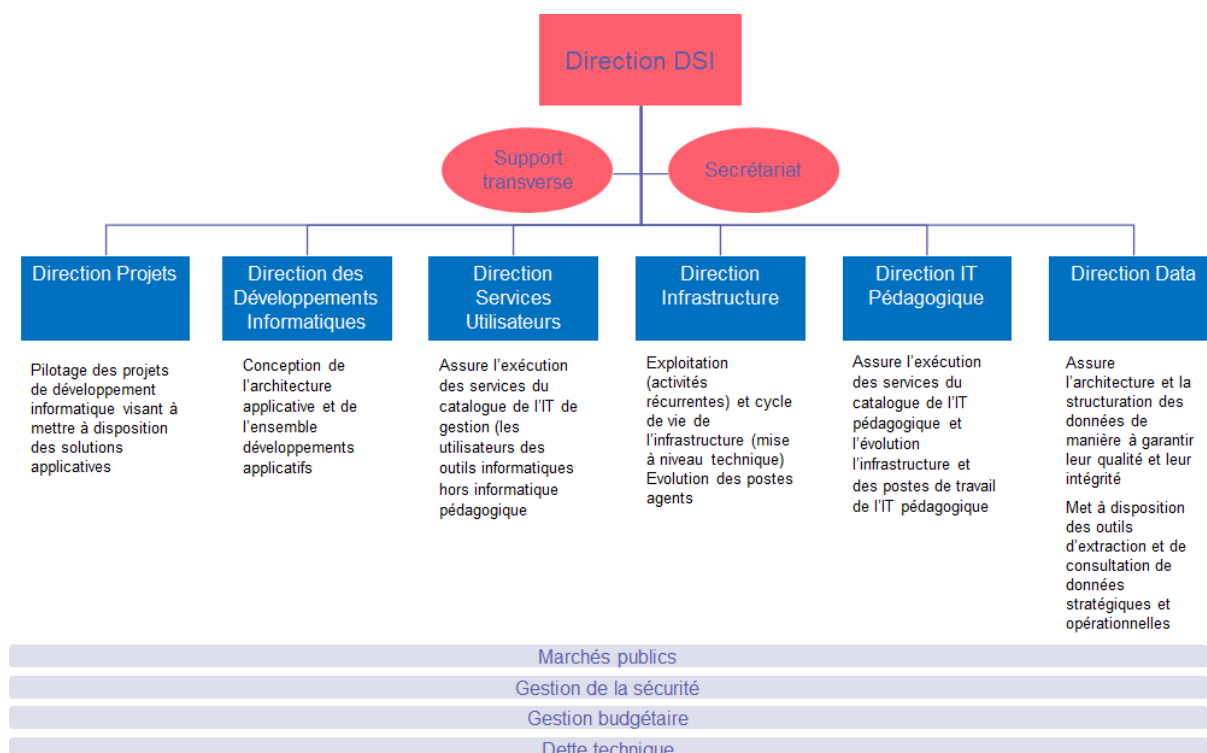 Direction DSI
Support
transverse
Secrétariat
Direction Projets
Pilotage des projets
de développement
informatique visant à
mettre à disposition
des solutions
applicatives
Direction des
Développements
Informatiques
Conception de
l’architecture
applicative et de
l’ensemble
développements
applicatifs
Direction
Services
Utilisateurs
Assure l’exécution
des services du
catalogue de l’IT de
gestion (les
utilisateurs des
outils informatiques
hors informatique
pédagogique
Direction
Infrastructure
Exploitation
(activités
récurrentes) et cycle
de vie de
l’infrastructure (mise
à niveau technique)
Evolution des postes
agents
Direction IT
Pédagogique
Assure l’exécution
des services du
catalogue de l’IT
pédagogique et
l’évolution
l’infrastructure et
des postes de travail
de l’IT pédagogique
Direction Data
Assure
l’architecture et la
structuration des
données de
manière à garantir
leur qualité et leur
intégrité
Met à disposition
des outils
d’extraction et de
consultation de
données
stratégiques et
opérationnelles
Marchés publics
Gestion de la sécurité
Gestion budgétaire
Dette technique